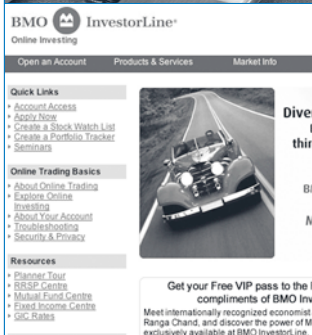 BMO InvestorLine
Online Investing
Open an Account Products & Services Market Info
Quick Links
Account Access
Apply Now
Create a Stock Watch List
Create a Portfolio Tracker
Seminars
Online Trading Basics
About Online Trading
Explore Online
Investing
About Your Account
Troubleshooting
Security & Privacy
Resources
Planner Tour
RRSP Centre
Mutual Fund Centre
Fixed Income Centre
GIC Rates
Diver
thin
B
Get your Free VIP pass to the
compliments of BMO Inv
Meet internationally recognized economist
Ranga Chand, and discover the power of M
exclusively available at BMO InvestorLine.